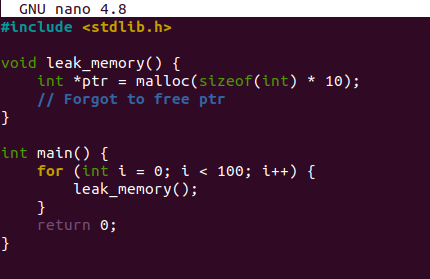 GNU nano 4.8
#include <stdlib.h>
void leak_memory() {
    int *ptr = malloc(sizeof(int) * 10);
    // Forgot to free ptr
}
int main() {
    for (int i = 0; i < 100; i++) {
        leak_memory();
    }
    return 0;
}